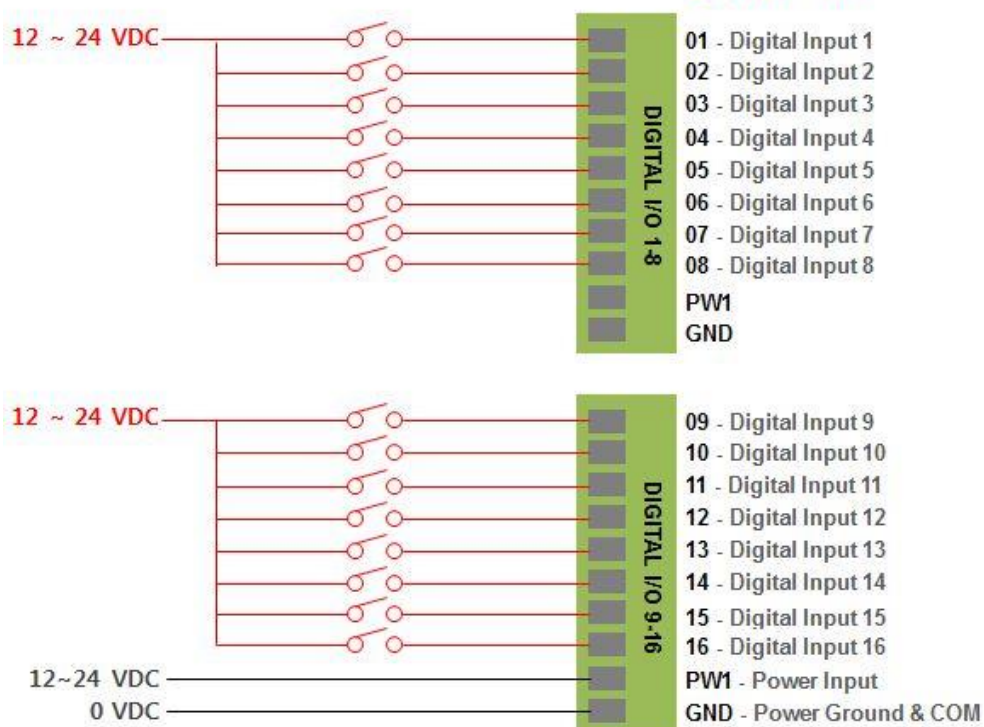 12 ~ 24 VDC
01 - Digital Input 1
02 - Digital Input 2
03 - Digital Input 3
04 - Digital Input 4
05 - Digital Input 5
06 - Digital Input 6
07 - Digital Input 7
08 - Digital Input 8
PW1
GND
DIGITAL I/O 1-8
12 ~ 24 VDC
09 - Digital Input 9
10 - Digital Input 10
11 - Digital Input 11
12 - Digital Input 12
13 - Digital Input 13
14 - Digital Input 14
15 - Digital Input 15
16 - Digital Input 16
DIGITAL I/O 9-16
12~24 VDC
PW1 - Power Input
0 VDC
GND - Power Ground & COM